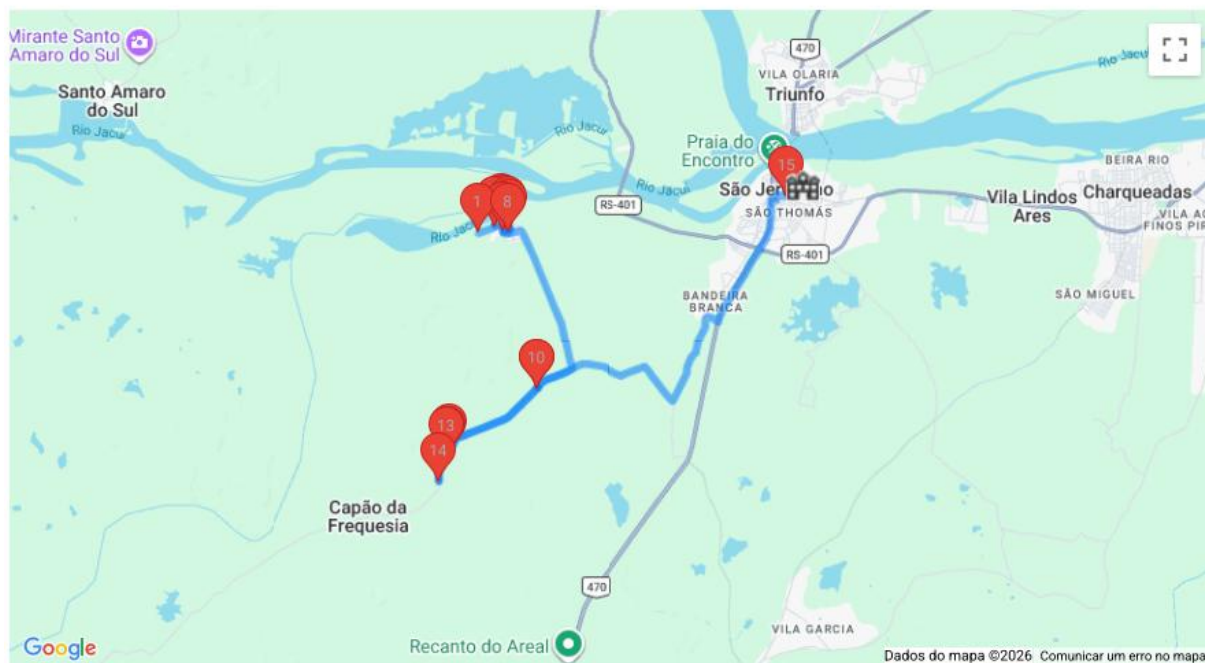 Mirante Santo
Amaro do Sul
Santo Amaro
do Sul
Rio Jacuí
470
VILA OLARIA
Triunfo
Rio Jacuí
Praia do
Encontro
Rio Jacuí
15
BEIRA RIO
Charqueadas
São
SÃO THOMÁS
Vila Lindos
Ares
RS-401
1
8
Rio Jacuí
RS-401
BANDEIRA
BRANCA
SÃO MIGUEL
10
13
14
Capão da
Frequesia
470
Recanto do Areal
VILA GARCIA
Google
Dados do mapa ©2026
Comunicar um erro no mapa